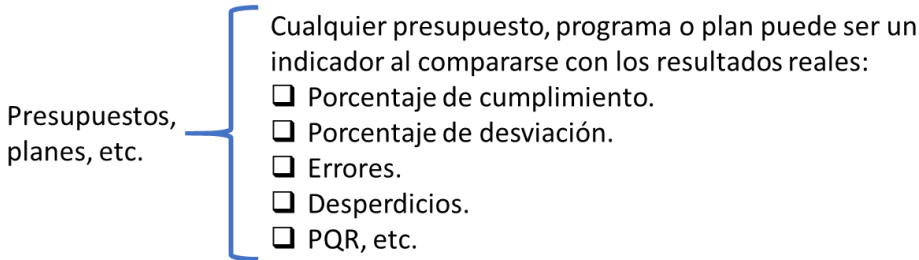 Presupuestos,
planes, etc.
Cualquier presupuesto, programa o plan puede ser un
indicador al compararse con los resultados reales:
❑ Porcentaje de cumplimiento.
❑ Porcentaje de desviación.
❑ Errores.
❑ Desperdicios.
❑ PQR, etc.